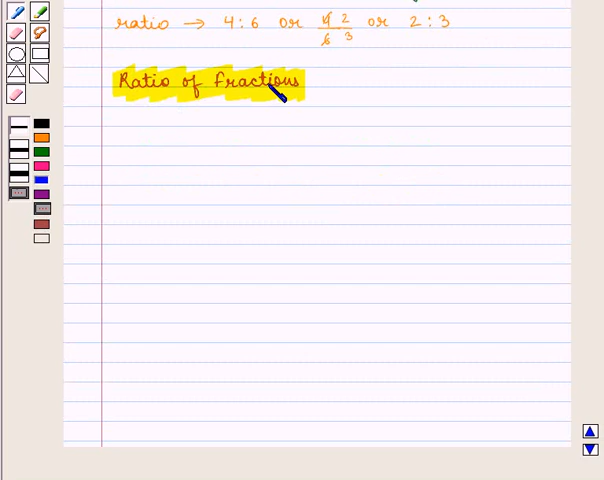 ratio → 4 : 6 or 4/6 2/3 or 2 : 3
Ratio of Fractions